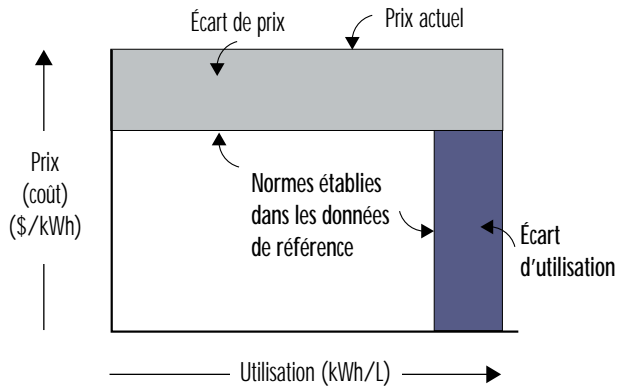 Écart de prix
Prix actuel
Prix
(coût)
($/kWh)
Normes établies
dans les données
de référence
Écart
d'utilisation
Utilisation (kWh/L)